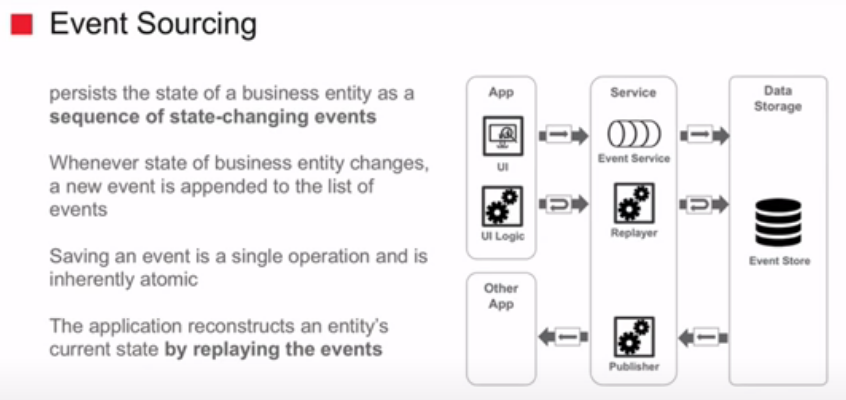 Event Sourcing
persists the state of a business entity as a
sequence of state-changing events
Whenever state of business entity changes,
a new event is appended to the list of
events
Saving an event is a single operation and is
inherently atomic
The application reconstructs an entity's
current state by replaying the events
App
UI
UI Logic
Other
App
Service
Event Service
Replayer
Publisher
Data
Storage
Event Store